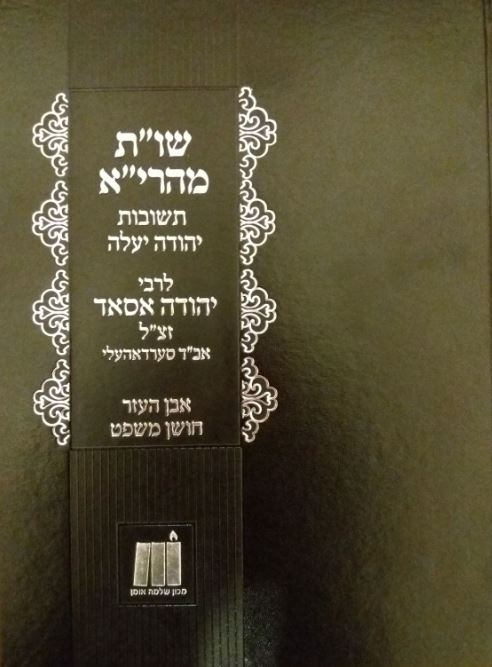 שו"ת
מהרי"א
תשובות
יהודה יעלה
לרבי
יהודה אסאד
זצ"ל
אב"ד סערדאהעלי
אבן העזר
חושן משפט
מכון שלמה אומן